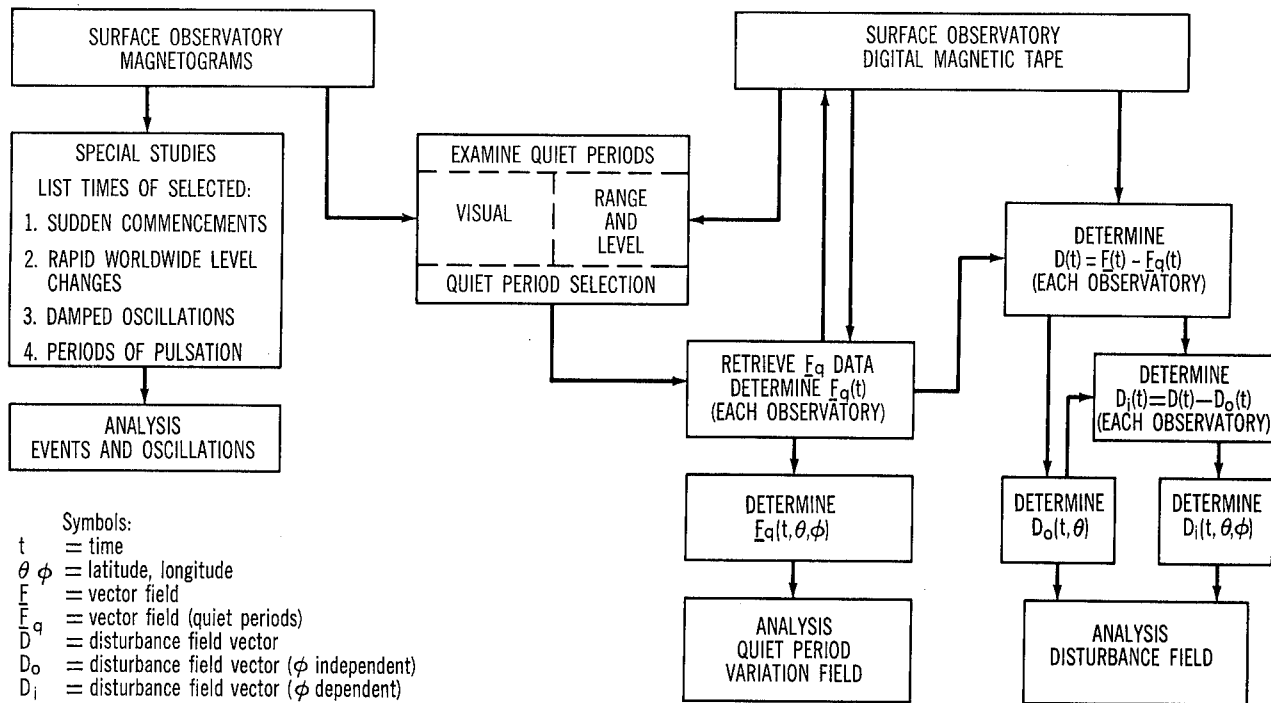 SURFACE OBSERVATORY
MAGNETOGRAMS
SURFACE OBSERVATORY
DIGITAL MAGNETIC TAPE
SPECIAL STUDIES
LIST TIMES OF SELECTED:
1. SUDDEN COMMENCEMENTS
2. RAPID WORLDWIDE LEVEL
CHANGES
3. DAMPED OSCILLATIONS
4. PERIODS OF PULSATION
EXAMINE QUIET PERIODS
VISUAL
RANGE
AND
LEVEL
QUIET PERIOD SELECTION
DETERMINE
D(t) = F(t) - Fq(t)
(EACH OBSERVATORY)
RETRIEVE Fq DATA
DETERMINE Fq(t)
(EACH OBSERVATORY)
DETERMINE
Di(t)=D(t)-Do(t)
(EACH OBSERVATORY)
ANALYSIS
EVENTS AND OSCILLATIONS
DETERMINE
Fq(t,θ,ϕ)
DETERMINE
Do(t,θ)
DETERMINE
Di(t,θ,ϕ)
ANALYSIS
QUIET PERIOD
VARIATION FIELD
ANALYSIS
DISTURBANCE FIELD
Symbols:
t = time
θ ϕ = latitude, longitude
F = vector field
Fq = vector field (quiet periods)
D = disturbance field vector
Do = disturbance field vector (ϕ independent)
Di = disturbance field vector (ϕ dependent)